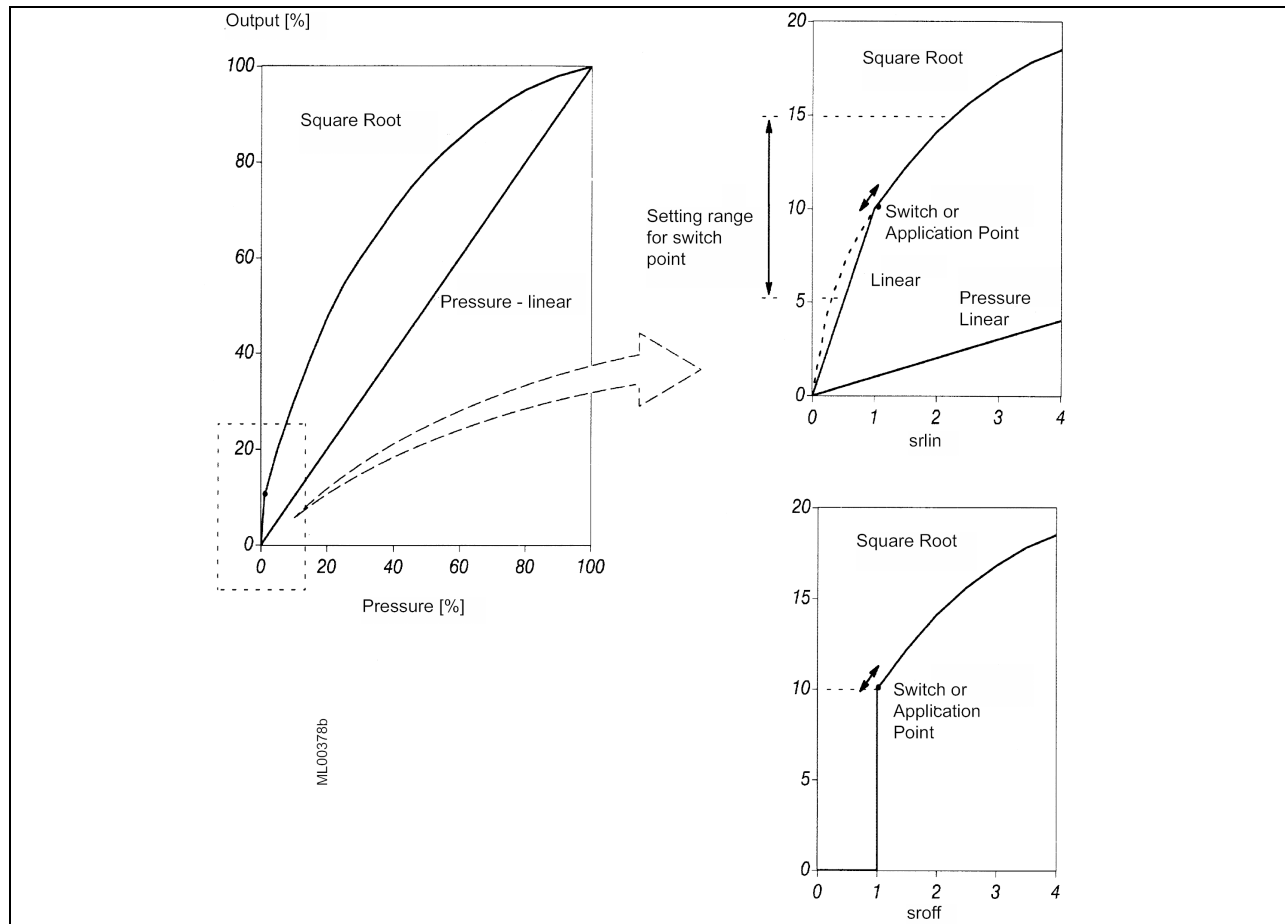 Output [%]
100
80
60
40
20
0
0 20 40 60 80 100
Pressure [%]
Square Root
Pressure - linear
ML00378b
20
15
10
5
0
0 1 2 3 4
srlin
Square Root
Setting range
for switch
point
Switch or
Application Point
Linear
Pressure
Linear
20
15
10
5
0
0 1 2 3 4
sroff
Square Root
Switch or
Application
Point